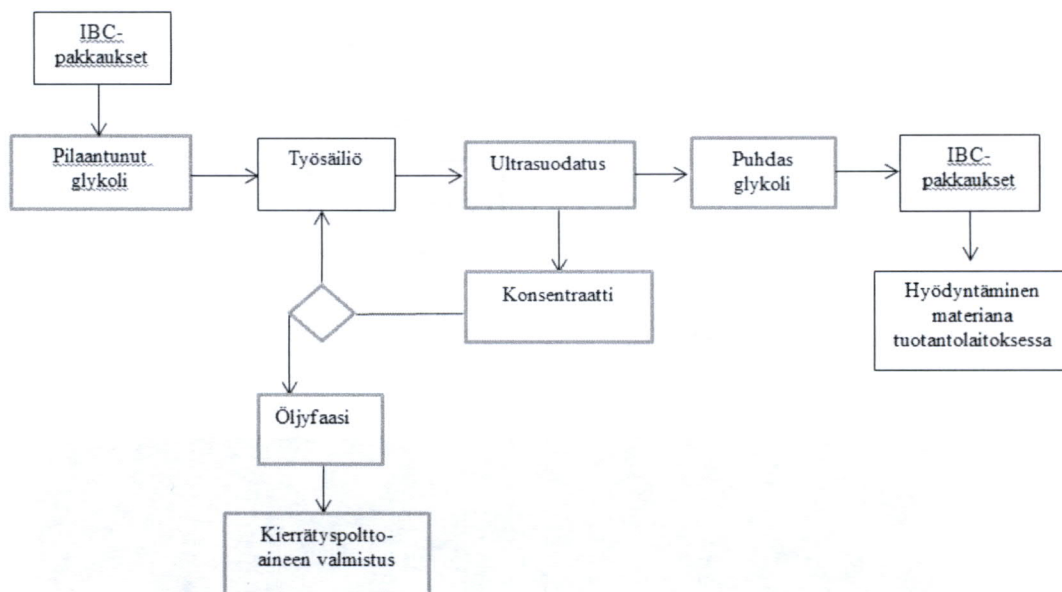 IBC-
pakkaukset
Pilaantunut
glykoli
Työsäiliö
Ultrasuodatus
Puhdas
glykoli
IBC-
pakkaukset
Konsentraatti
Hyödyntäminen
materiana
tuotantolaitoksessa
Öljyfaasi
Kierrätyspoltto-
aineen valmistus